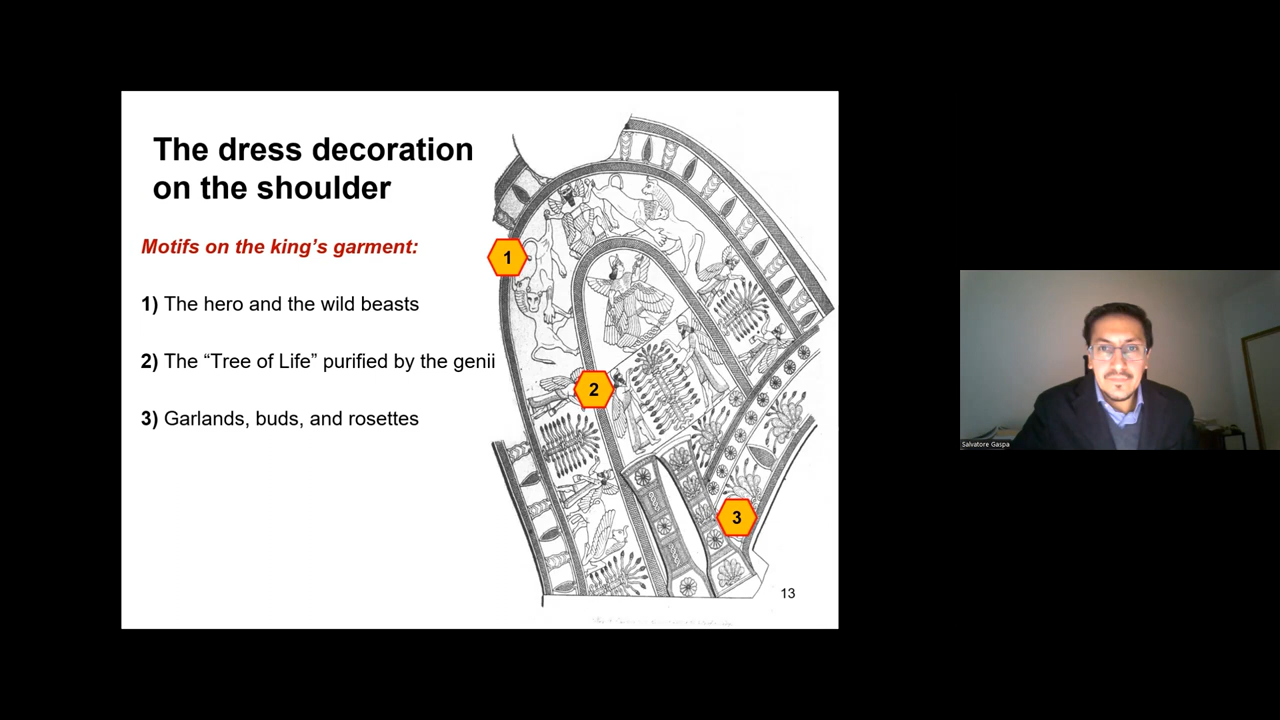 The dress decoration
on the shoulder
Motifs on the king’s garment:
1) The hero and the wild beasts
2) The “Tree of Life” purified by the genii
3) Garlands, buds, and rosettes
1
2
3
13
Salvatore Gaspa